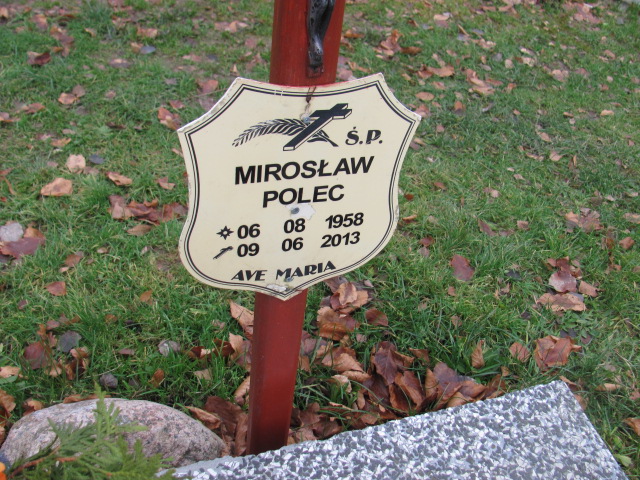 Ś.P.
MIROSŁAW
POLEC
06 08 1958
09 06 2013
AVE MARIA